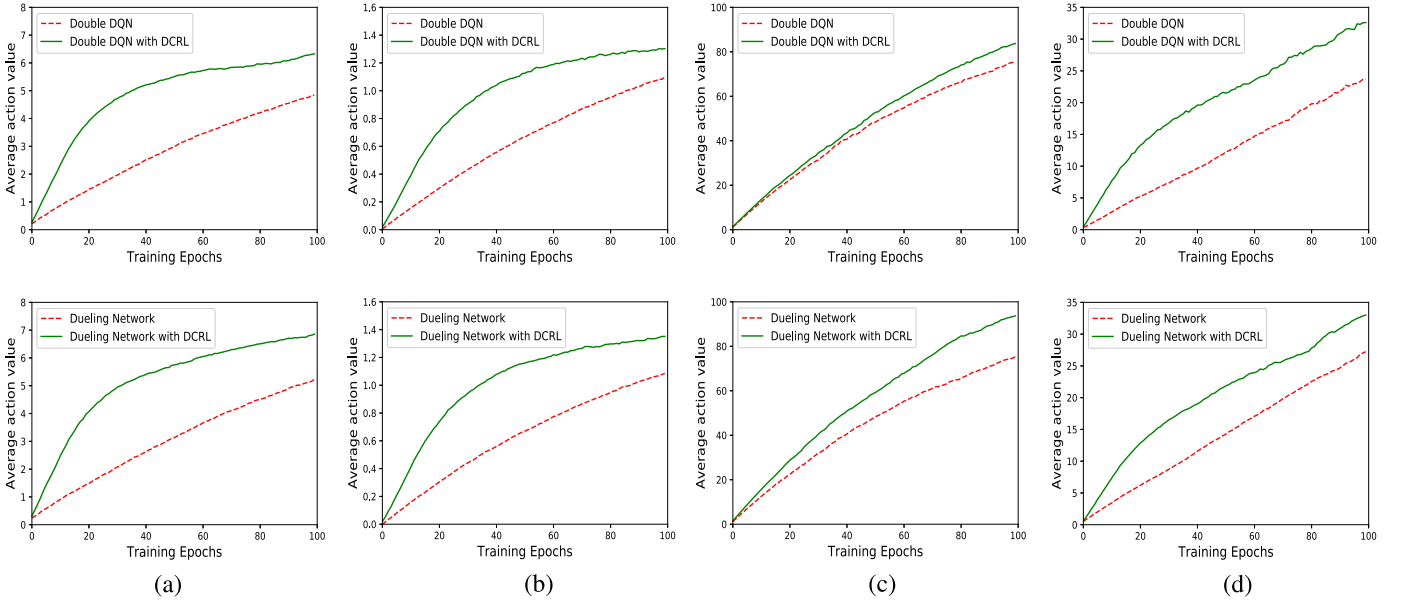 Average action value
8
7
6
5
4
3
2
1
0
Double DQN
Double DQN with DCRL
0 20 40 60 80 100
Training Epochs
Average action value
1.6
1.4
1.2
1.0
0.8
0.6
0.4
0.2
0.0
Double DQN
Double DQN with DCRL
0 20 40 60 80 100
Training Epochs
Average action value
100
80
60
40
20
0
Double DQN
Double DQN with DCRL
0 20 40 60 80 100
Training Epochs
Average action value
35
30
25
20
15
10
5
0
Double DQN
Double DQN with DCRL
0 20 40 60 80 100
Training Epochs
Average action value
8
7
6
5
4
3
2
1
0
Dueling Network
Dueling Network with DCRL
0 20 40 60 80 100
Training Epochs
Average action value
1.6
1.4
1.2
1.0
0.8
0.6
0.4
0.2
0.0
Dueling Network
Dueling Network with DCRL
0 20 40 60 80 100
Training Epochs
Average action value
100
80
60
40
20
0
Dueling Network
Dueling Network with DCRL
0 20 40 60 80 100
Training Epochs
Average action value
35
30
25
20
15
10
5
0
Dueling Network
Dueling Network with DCRL
0 20 40 60 80 100
Training Epochs
(a) (b) (c) (d)